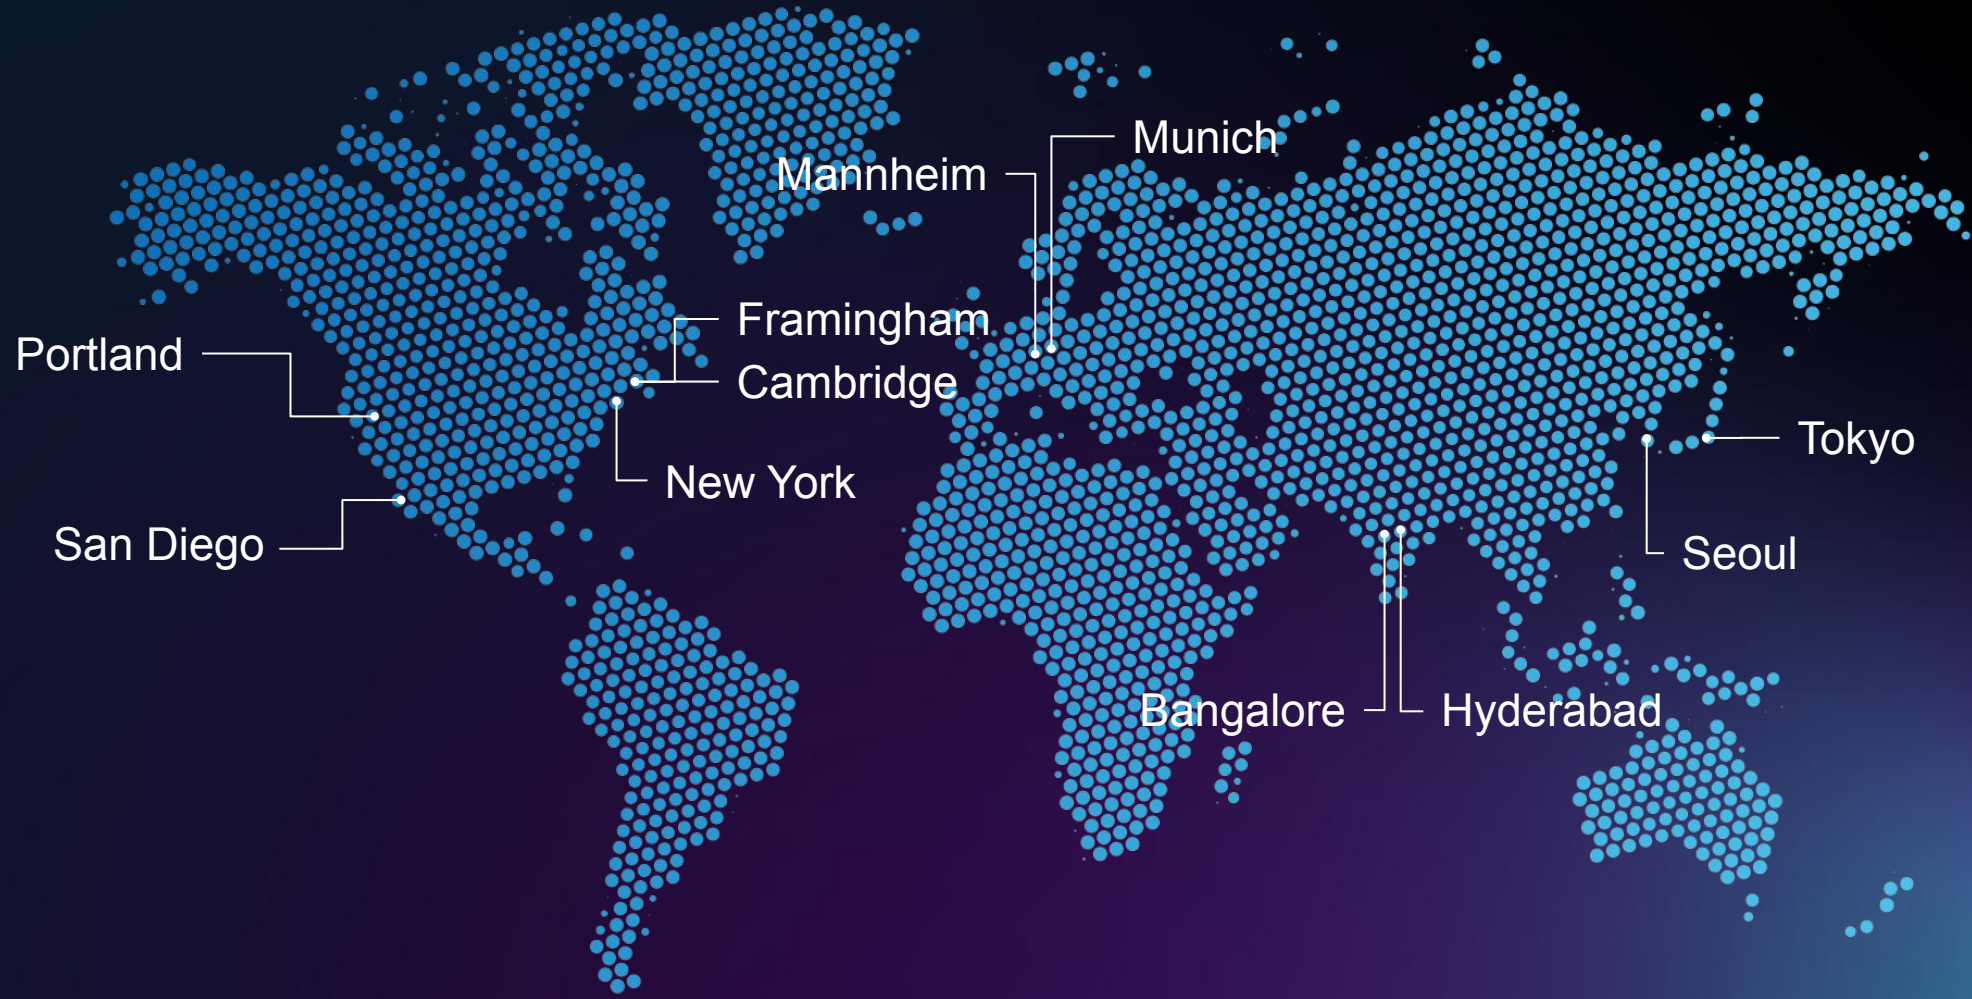 Munich
Mannheim
Framingham
Portland
Cambridge
Tokyo
New York
San Diego
Seoul
Bangalore
Hyderabad